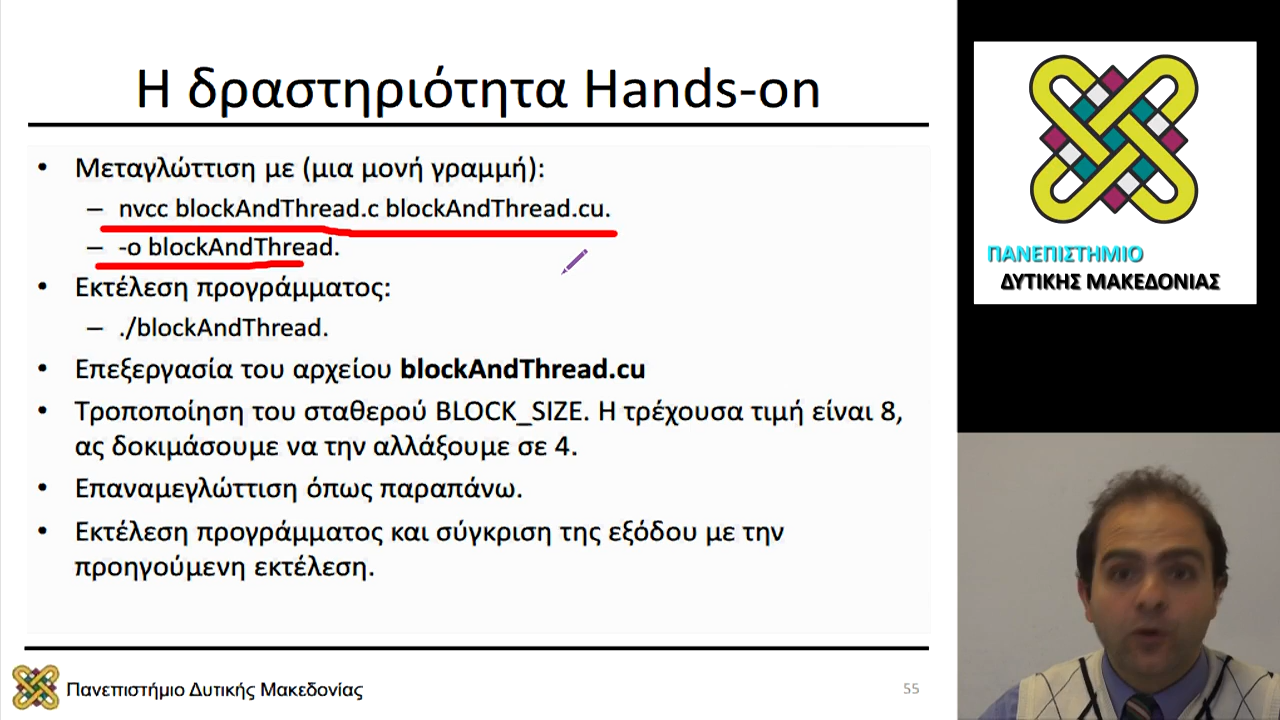 Η δραστηριότητα Hands-on
• Μεταγλώττιση με (μια μονή γραμμή):
– nvcc blockAndThread.c blockAndThread.cu.
– -o blockAndThread.
• Εκτέλεση προγράμματος:
– ./blockAndThread.
• Επεξεργασία του αρχείου blockAndThread.cu
• Τροποποίηση του σταθερού BLOCK_SIZE. Η τρέχουσα τιμή είναι 8,
ας δοκιμάσουμε να την αλλάξουμε σε 4.
• Επαναμεγλώττιση όπως παραπάνω.
• Εκτέλεση προγράμματος και σύγκριση της εξόδου με την
προηγούμενη εκτέλεση.
Πανεπιστήμιο Δυτικής Μακεδονίας
55
ΠΑΝΕΠΙΣΤΗΜΙΟ
ΔΥΤΙΚΗΣ ΜΑΚΕΔΟΝΙΑΣ